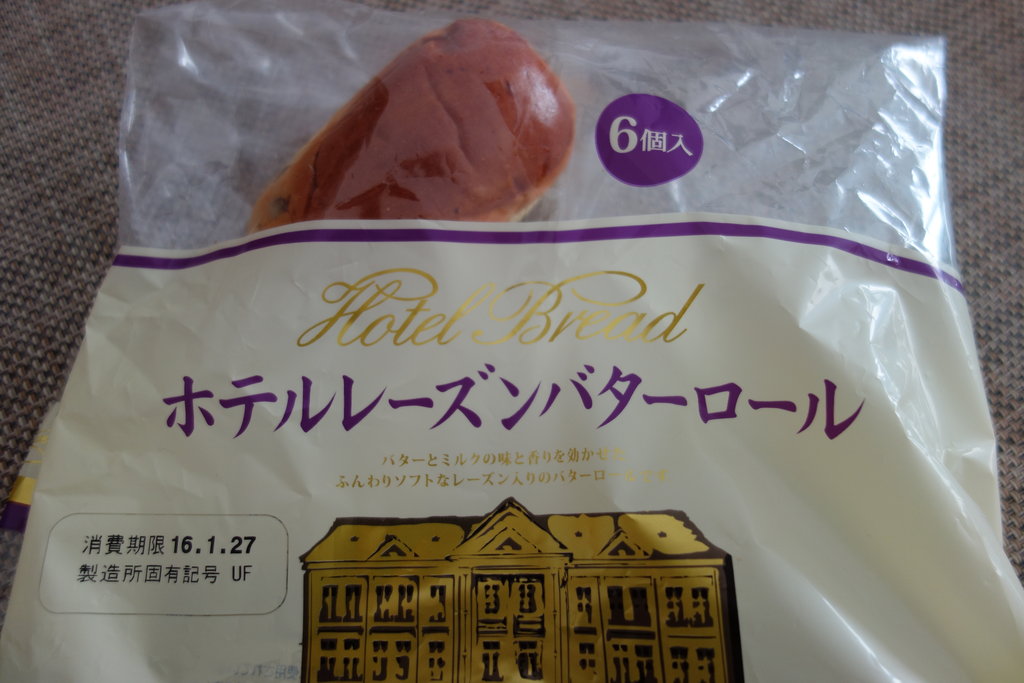 6個入
Hotel Bread
ホテルレーズンバターロール
バターとミルクの味と香りを効かせた
ふんわりソフトなレーズン入りのバターロールです
消費期限 16.1.27
製造所固有記号 UF